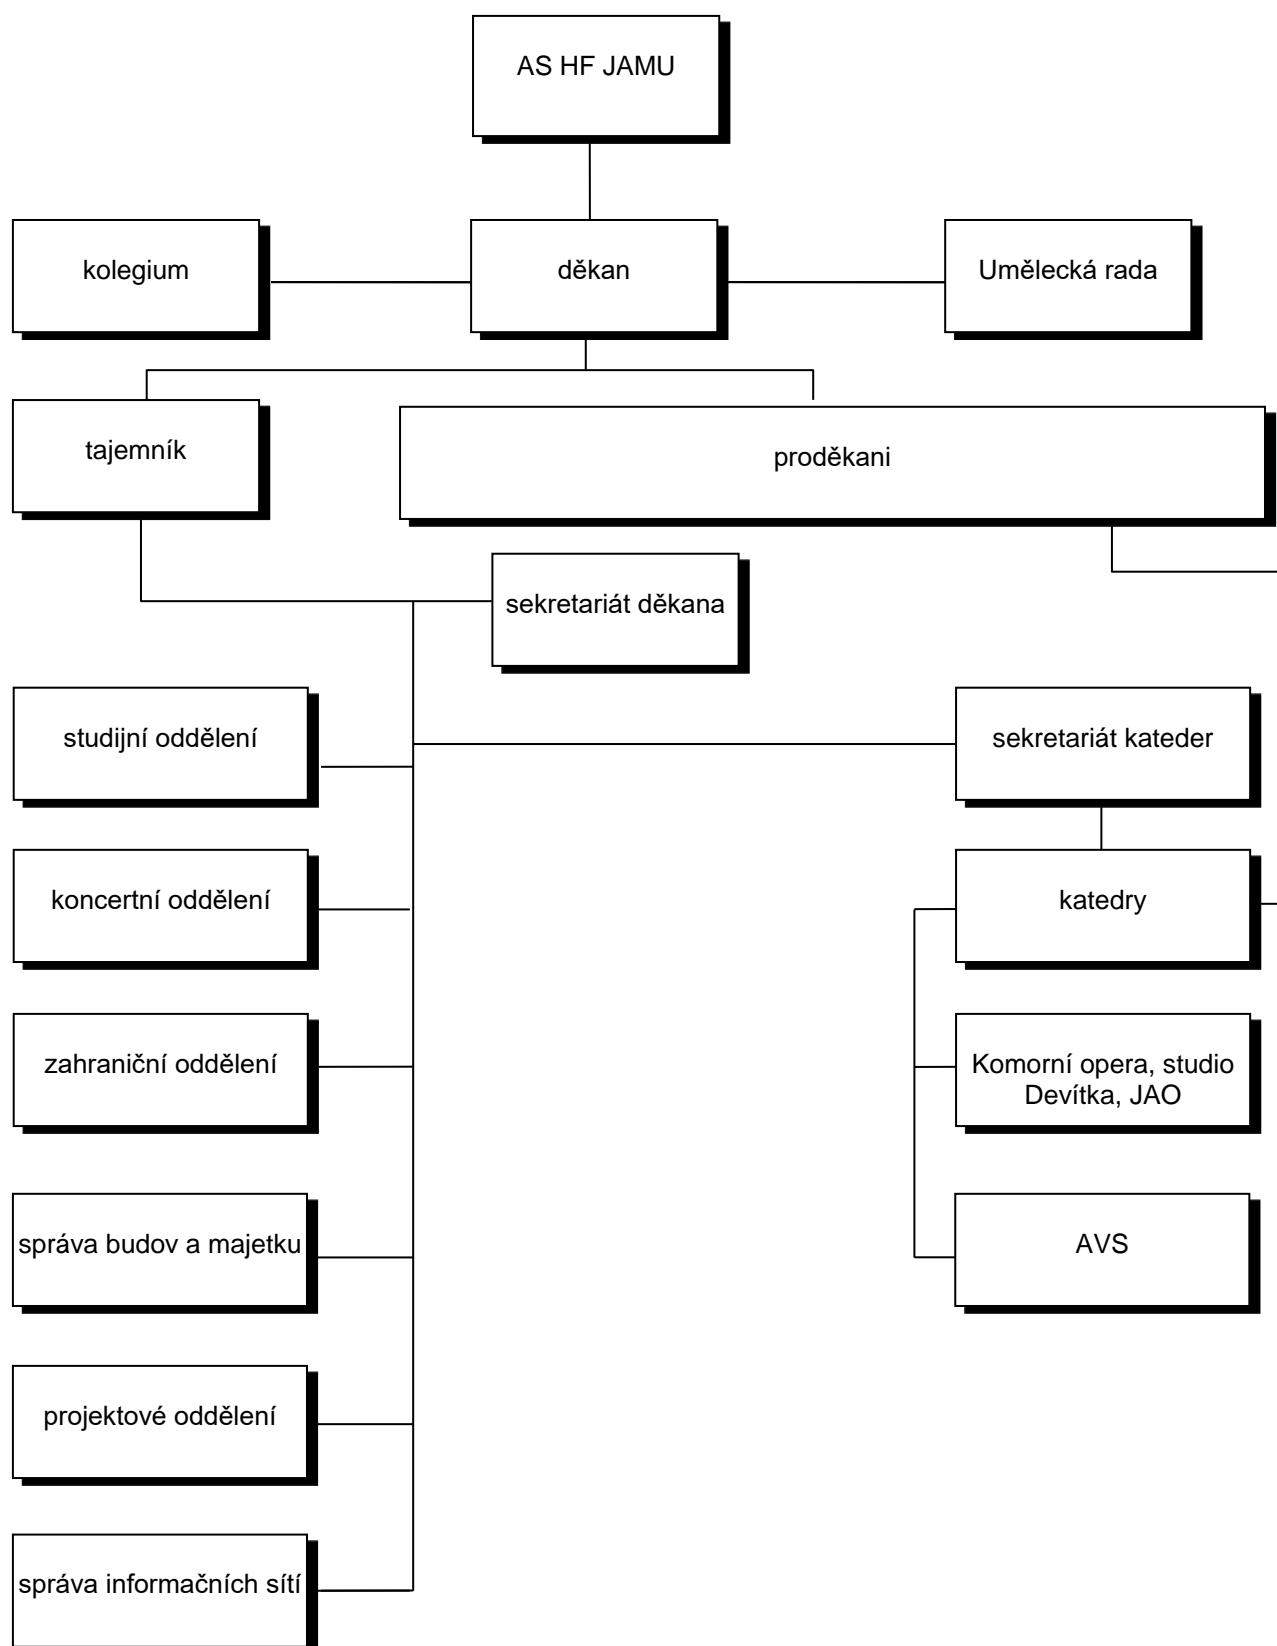 AS HF JAMU
kolegium
děkan
Umělecká rada
tajemník
proděkani
sekretariát děkana
studijní oddělení
sekretariát kateder
koncertní oddělení
katedry
zahraniční oddělení
Komorní opera, studio
Devítka, JAO
správa budov a majetku
AVS
projektové oddělení
správa informačních sítí